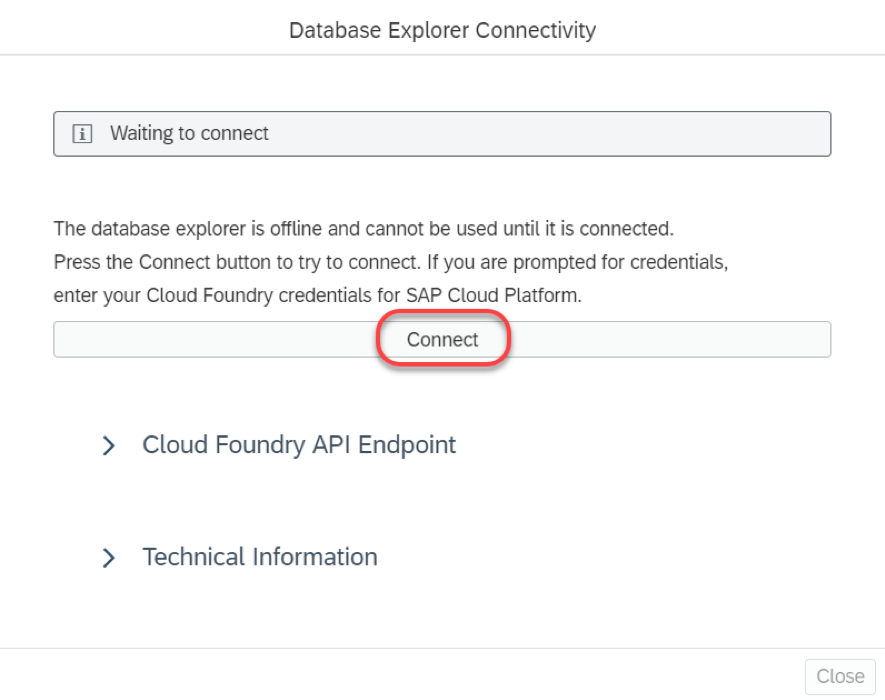 Database Explorer Connectivity
Waiting to connect
The database explorer is offline and cannot be used until it is connected.
Press the Connect button to try to connect. If you are prompted for credentials,
enter your Cloud Foundry credentials for SAP Cloud Platform.
Connect
Cloud Foundry API Endpoint
Technical Information
Close